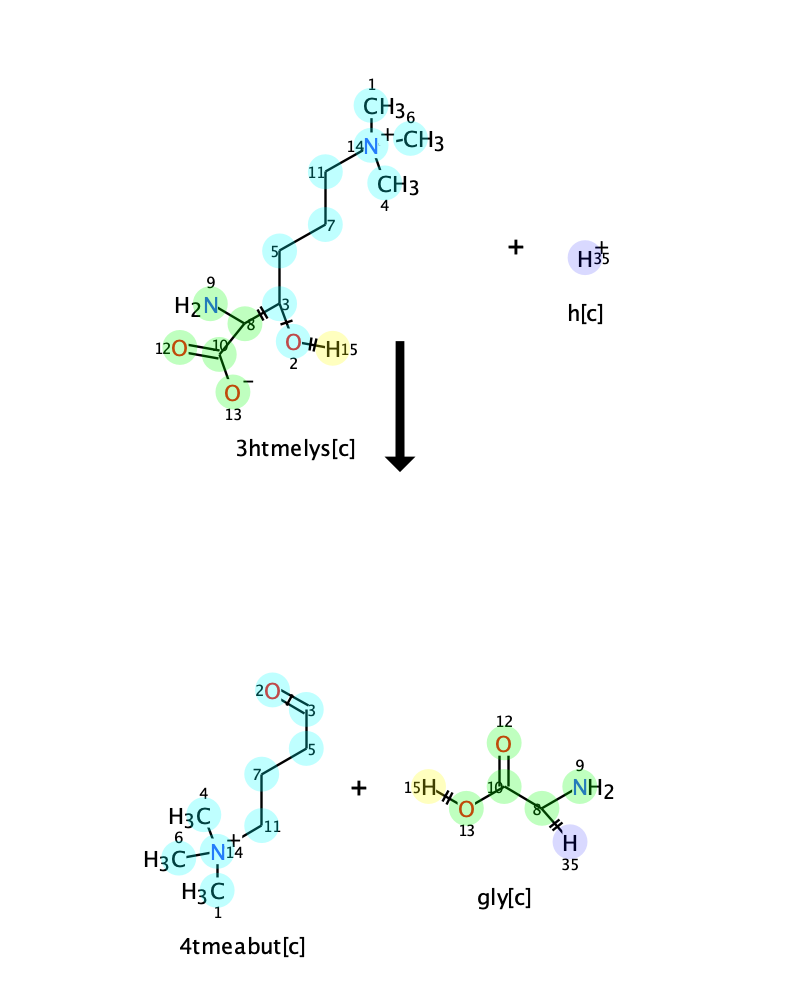 1
CH3 6
14 N + CH3
11 CH3
4
7
5
9
H2N 8 3
12 O 10 O H 15
2
O −
13
3htmelys[c]
+
H + 35
h[c]
2 O
3
5
7
4
H3C 11
6 +
H3C N 14
H3C
1
4tmeabut[c]
+
12
O
9
15 H 10 NH2
O 8
13
H
35
gly[c]